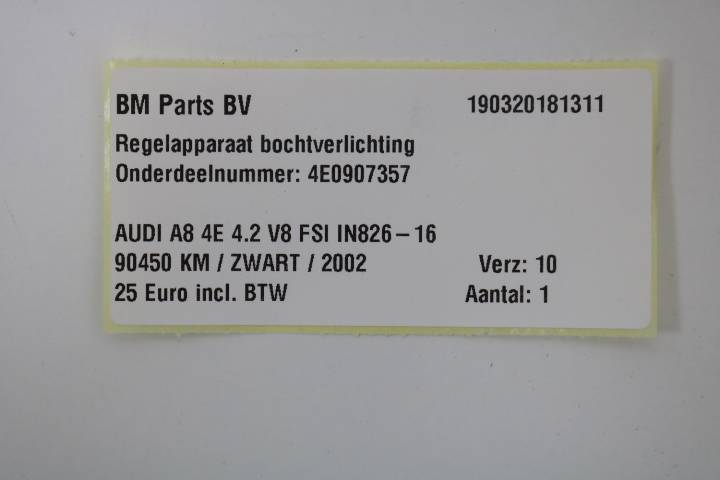 BM Parts BV 190320181311
Regelapparaat bochtverlichting
Onderdeelnummer: 4E0907357
AUDI A8 4E 4.2 V8 FSI IN826-16
90450 KM / ZWART / 2002 Verz: 10
25 Euro incl. BTW Aantal: 1